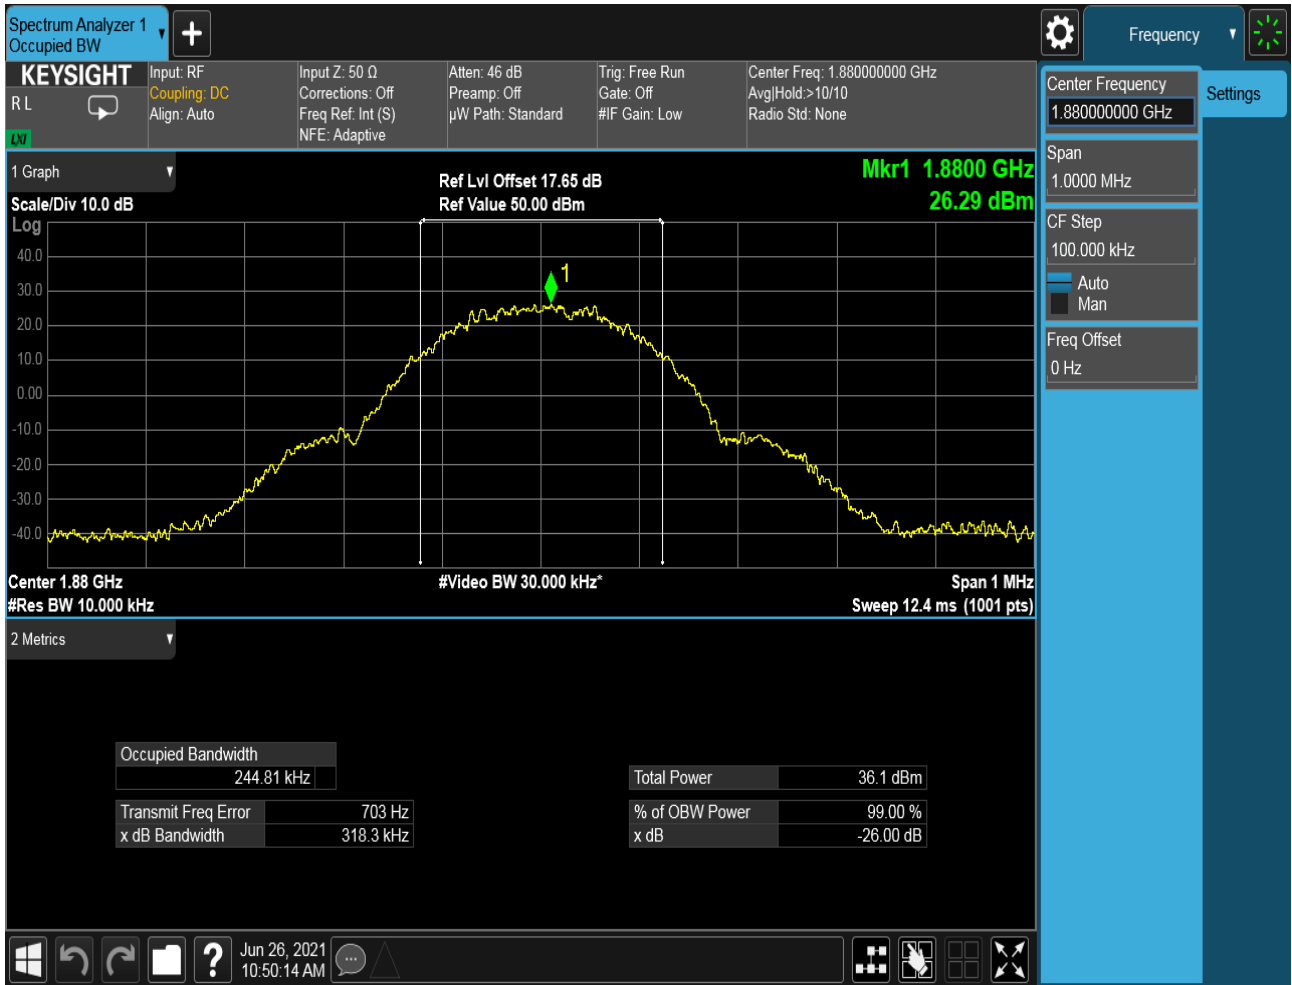 Spectrum Analyzer 1
Occupied BW
Frequency
KEYSIGHT
R L
LXI
Input: RF
Coupling: DC
Align: Auto
Input Z: 50 Ω
Corrections: Off
Freq Ref: Int (S)
NFE: Adaptive
Atten: 46 dB
Preamp: Off
µW Path: Standard
Trig: Free Run
Gate: Off
#IF Gain: Low
Center Freq: 1.880000000 GHz
Avg|Hold:>10/10
Radio Std: None
Center Frequency
1.880000000 GHz
Settings
Span
1.0000 MHz
CF Step
100.000 kHz
Auto
Man
Freq Offset
0 Hz
1 Graph
Scale/Div 10.0 dB
Ref Lvl Offset 17.65 dB
Ref Value 50.00 dBm
Mkr1 1.8800 GHz
26.29 dBm
Log
40.0
30.0
20.0
10.0
0.00
-10.0
-20.0
-30.0
-40.0
1
Center 1.88 GHz
#Video BW 30.000 kHz*
Span 1 MHz
#Res BW 10.000 kHz
Sweep 12.4 ms (1001 pts)
2 Metrics
Occupied Bandwidth
244.81 kHz
Total Power 36.1 dBm
Transmit Freq Error 703 Hz
% of OBW Power 99.00 %
x dB Bandwidth 318.3 kHz
x dB -26.00 dB
?
Jun 26, 2021
10:50:14 AM